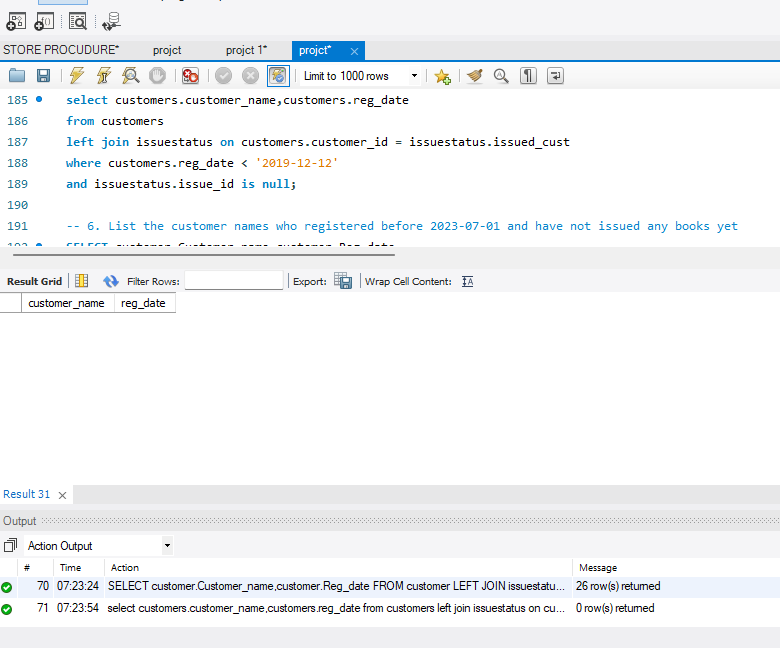 STORE PROCUDURE* projct projct 1* projct* ×
Limit to 1000 rows
185 select customers.customer_name,customers.reg_date
186 from customers
187 left join issuestatus on customers.customer_id = issuestatus.issued_cust
188 where customers.reg_date < '2019-12-12'
189 and issuestatus.issue_id is null;
190
191 -- 6. List the customer names who registered before 2023-07-01 and have not issued any books yet
Result Grid Filter Rows: Export: Wrap Cell Content:
customer_name reg_date
Result 31 ×
Output
Action Output
# Time Action Message
70 07:23:24 SELECT customer.Customer_name,customer.Reg_date FROM customer LEFT JOIN issuestatu... 26 row(s) returned
71 07:23:54 select customers.customer_name,customers.reg_date from customers left join issuestatus on cu... 0 row(s) returned